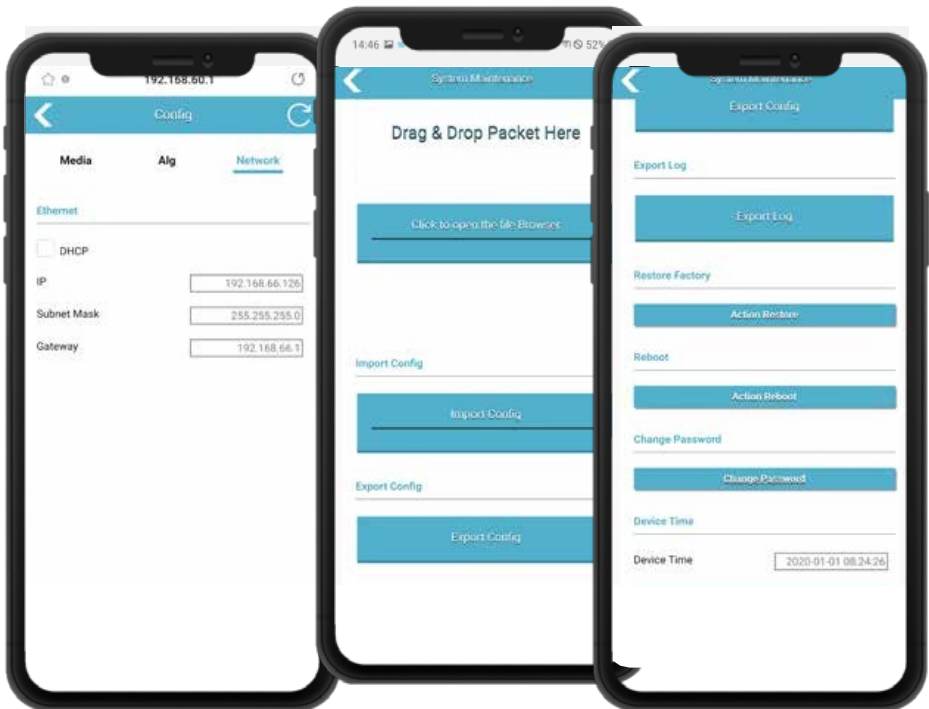 192.168.60.1
Config
Media Alg Network
Ethernet
DHCP
IP 192.168.66.126
Subnet Mask 255.255.255.0
Gateway 192.168.66.1
14:46 52%
System Maintenance
Drag & Drop Packet Here
Click to open the file Browser
Import Config
Import Config
Export Config
Export Config
System Maintenance
Export Config
Export Log
Export Log
Restore Factory
Action Restore
Reboot
Action Reboot
Change Password
Change Password
Device Time
Device Time 2020-01-01 08:24:26